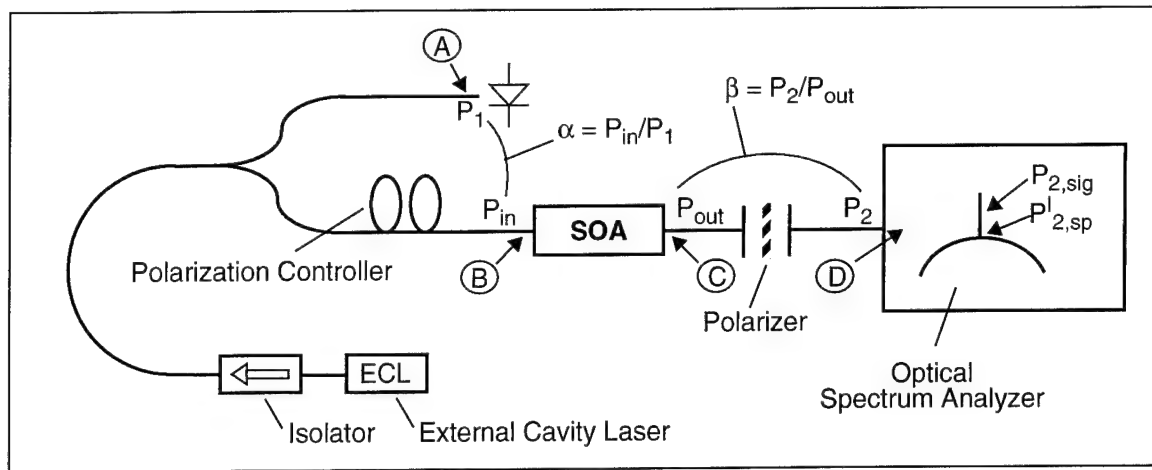 A
P1
β = P2/Pout
α = Pin/P1
P2,sig
P|2,sp
Pin
SOA
Pout
P2
Polarization Controller
B
C
D
Polarizer
Optical
Spectrum Analyzer
ECL
Isolator
External Cavity Laser